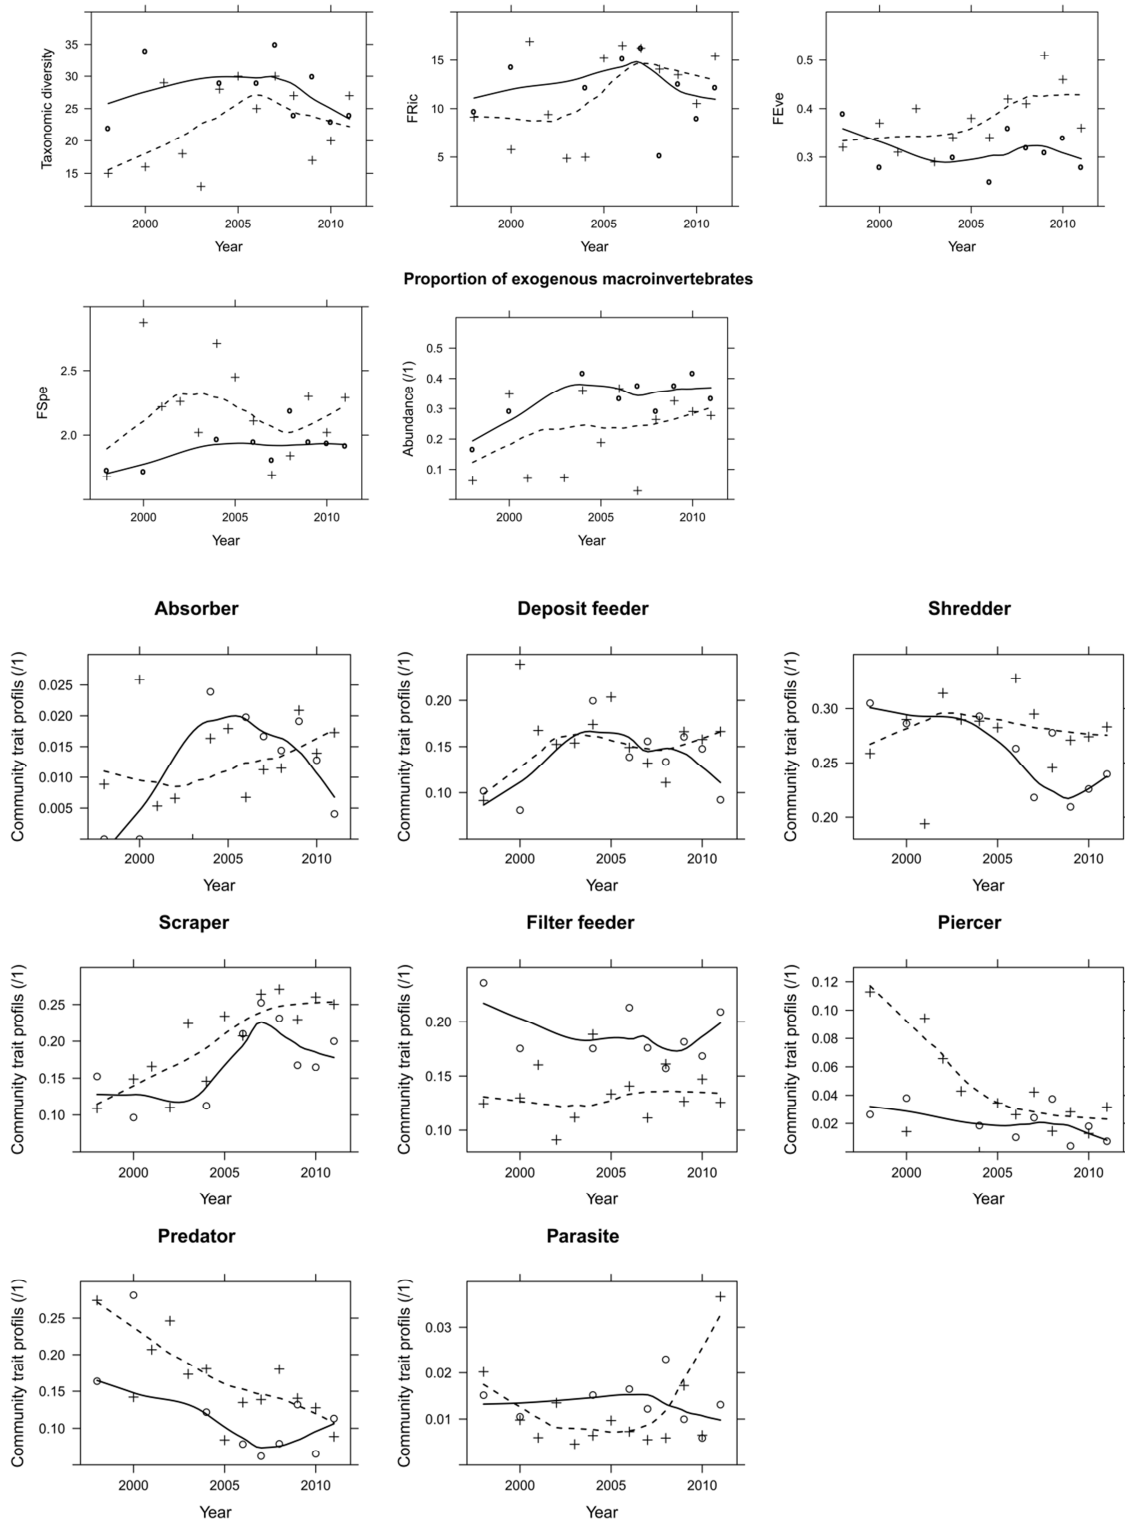 Taxonomic diversity
35
30
25
20
15
2000 2005 2010
Year
FRic
15
10
5
2000 2005 2010
Year
FEve
0.5
0.4
0.3
2000 2005 2010
Year
FSpe
2.5
2.0
2000 2005 2010
Year
Proportion of exogenous macroinvertebrates
Abundance (/1)
0.5
0.4
0.3
0.2
0.1
2000 2005 2010
Year
Absorber
Community trait profils (/1)
0.025
0.020
0.015
0.010
0.005
2000 2005 2010
Year
Deposit feeder
Community trait profils (/1)
0.20
0.15
0.10
2000 2005 2010
Year
Shredder
Community trait profils (/1)
0.30
0.25
0.20
2000 2005 2010
Year
Scraper
Community trait profils (/1)
0.25
0.20
0.15
0.10
2000 2005 2010
Year
Filter feeder
Community trait profils (/1)
0.20
0.15
0.10
2000 2005 2010
Year
Piercer
Community trait profils (/1)
0.12
0.10
0.08
0.06
0.04
0.02
2000 2005 2010
Year
Predator
Community trait profils (/1)
0.25
0.20
0.15
0.10
2000 2005 2010
Year
Parasite
Community trait profils (/1)
0.03
0.02
0.01
2000 2005 2010
Year